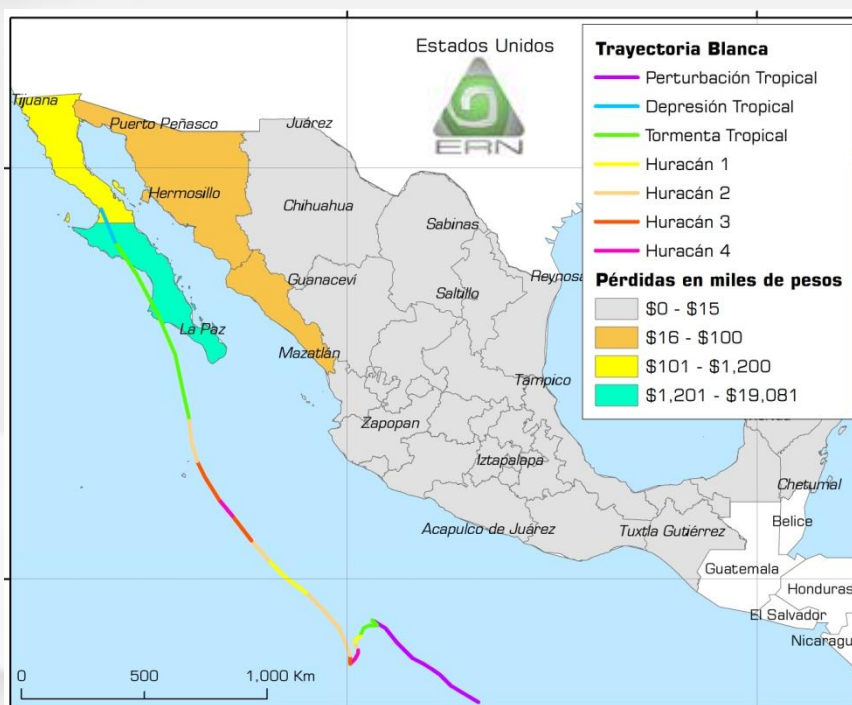 Estados Unidos
ERN
Trayectoria Blanca
Perturbación Tropical
Depresión Tropical
Tormenta Tropical
Huracán 1
Huracán 2
Huracán 3
Huracán 4
Pérdidas en miles de pesos
$0 - $15
$16 - $100
$101 - $1,200
$1,201 - $19,081
Tijuana
Puerto Peñasco
Juárez
Hermosillo
Chihuahua
Sabinas
Guanaceví
Saltillo
Reynosa
La Paz
Mazatlán
Tampico
Zapopan
Iztapalapa
Chetumal
Acapulco de Juárez
Tuxtla Gutiérrez
Belice
Guatemala
Honduras
El Salvador
Nicaragu
0 500 1,000 Km